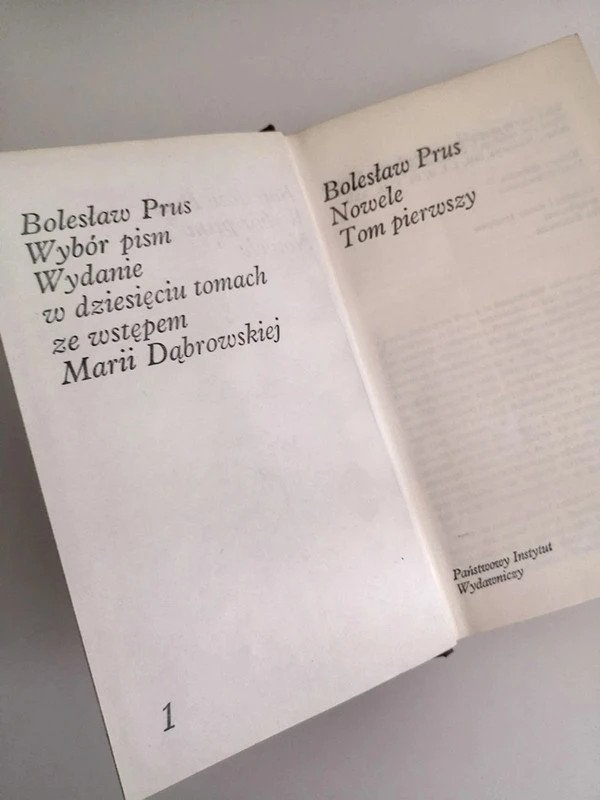 Bolesław Prus
Wybór pism
Wydanie
w dziesięciu tomach
ze wstępem
Marii Dąbrowskiej
1
Bolesław Prus
Nowele
Tom pierwszy
Państwowy Instytut
Wydawniczy